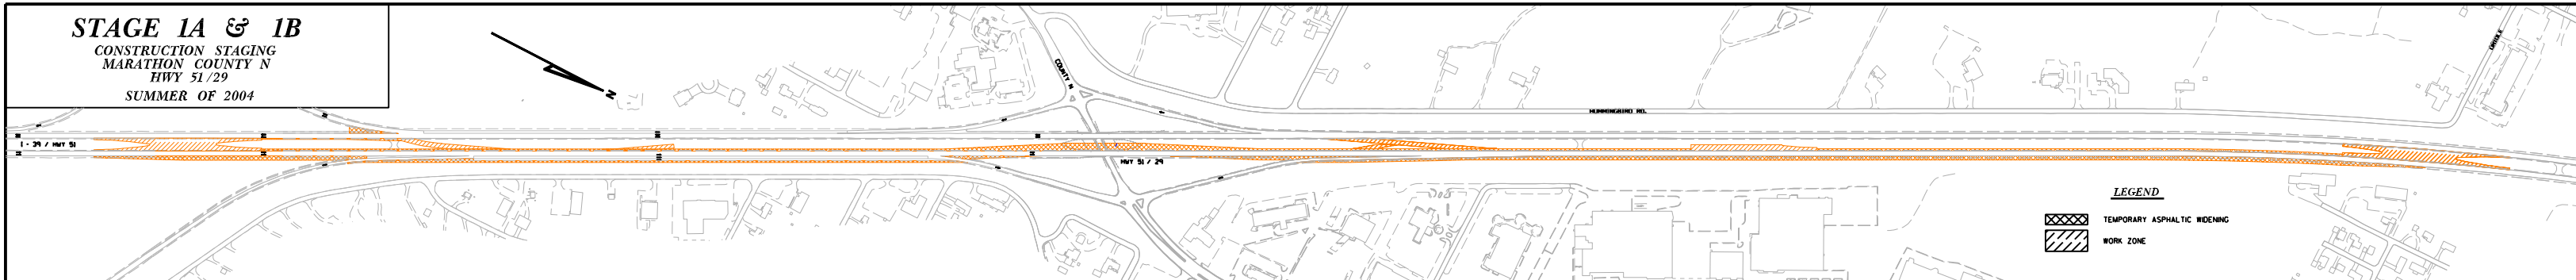 STAGE 1A & 1B
CONSTRUCTION STAGING
MARATHON COUNTY N
HWY 51/29
SUMMER OF 2004
N
COUNTY N
ORIOLE
HUMMINGBIRD RD.
I - 39 / HWY 51
HWY 51 / 29
LEGEND
TEMPORARY ASPHALTIC WIDENING
WORK ZONE